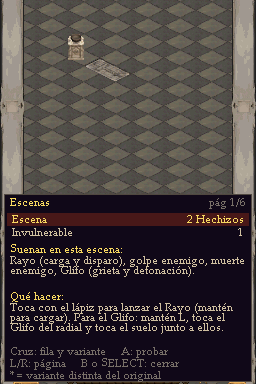 Escenas pág 1/6
Escena 2 Hechizos
Invulnerable 1
Suenan en esta escena:
Rayo (carga y disparo), golpe enemigo, muerte
enemigo, Glifo (grieta y detonación).
Qué hacer:
Toca con el lápiz para lanzar el Rayo (mantén
para cargar). Para el Glifo: mantén L, toca el
Glifo del radial y toca el suelo junto a ellos.
Cruz: fila y variante A: probar
L/R: página B o SELECT: cerrar
* = variante distinta del original